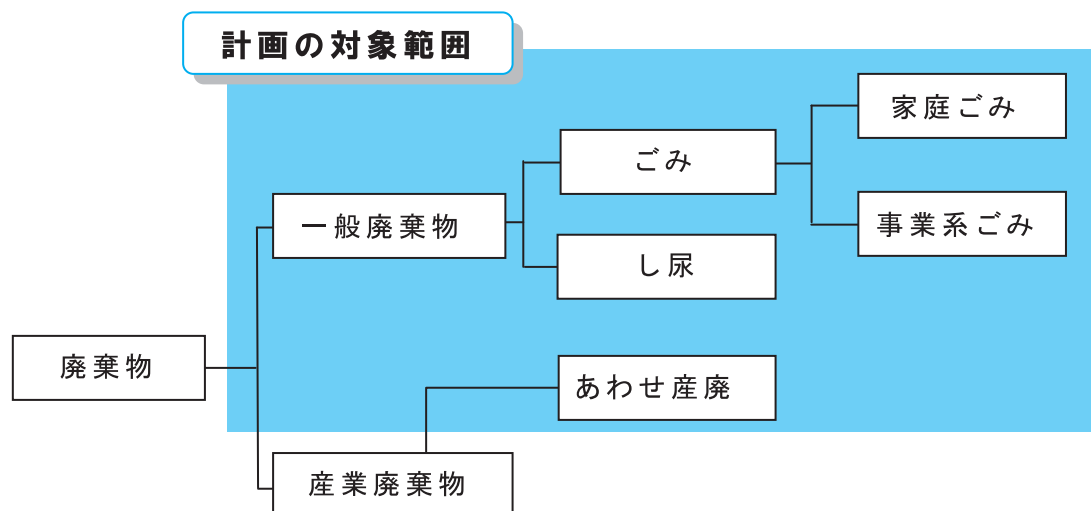 計画の対象範囲
家庭ごみ
ごみ
一般廃棄物
事業系ごみ
し尿
廃棄物
あわせ産廃
産業廃棄物